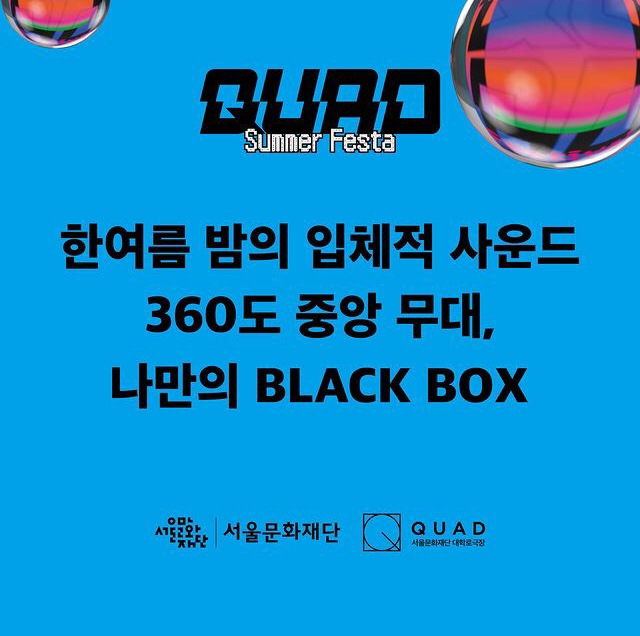 QUAD
Summer Festa
한여름 밤의 입체적 사운드
360도 중앙 무대,
나만의 BLACK BOX
서울문화재단
서울문화재단
QUAD
서울문화재단 대학로극장